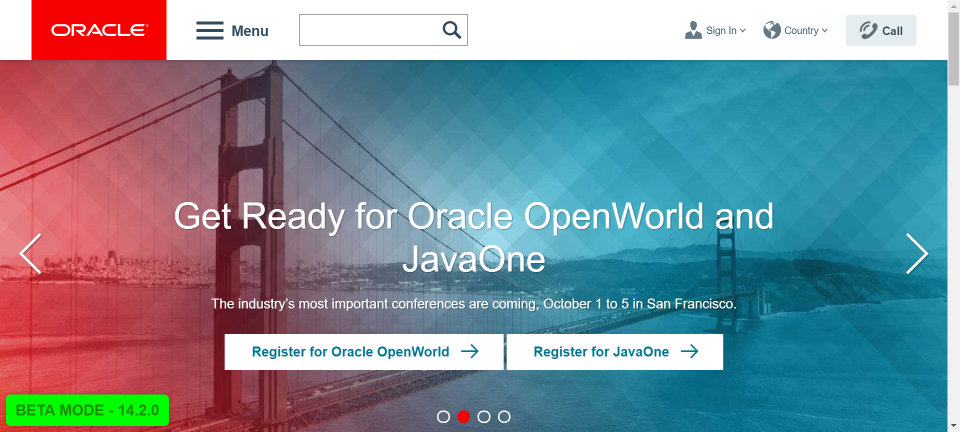 ORACLE
Menu
Sign In
Country
Call
Get Ready for Oracle OpenWorld and
JavaOne
The industry's most important conferences are coming, October 1 to 5 in San Francisco.
Register for Oracle OpenWorld
Register for JavaOne
BETA MODE - 14.2.0